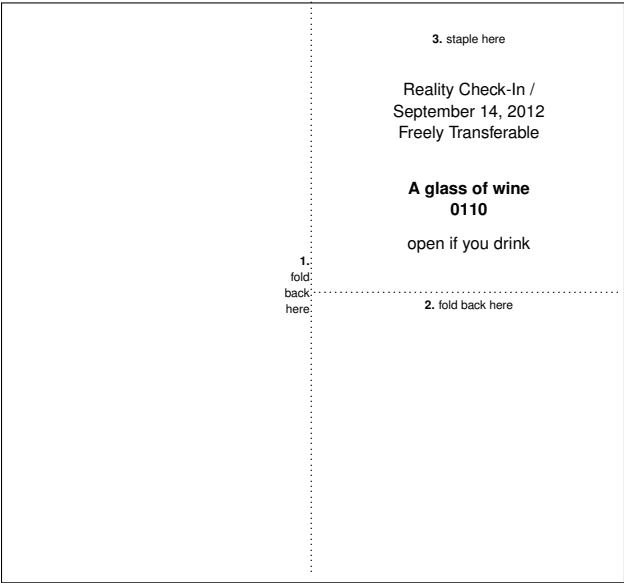 3. staple here
Reality Check-In /
September 14, 2012
Freely Transferable
A glass of wine
0110
open if you drink
1.
fold
back
here
2. fold back here